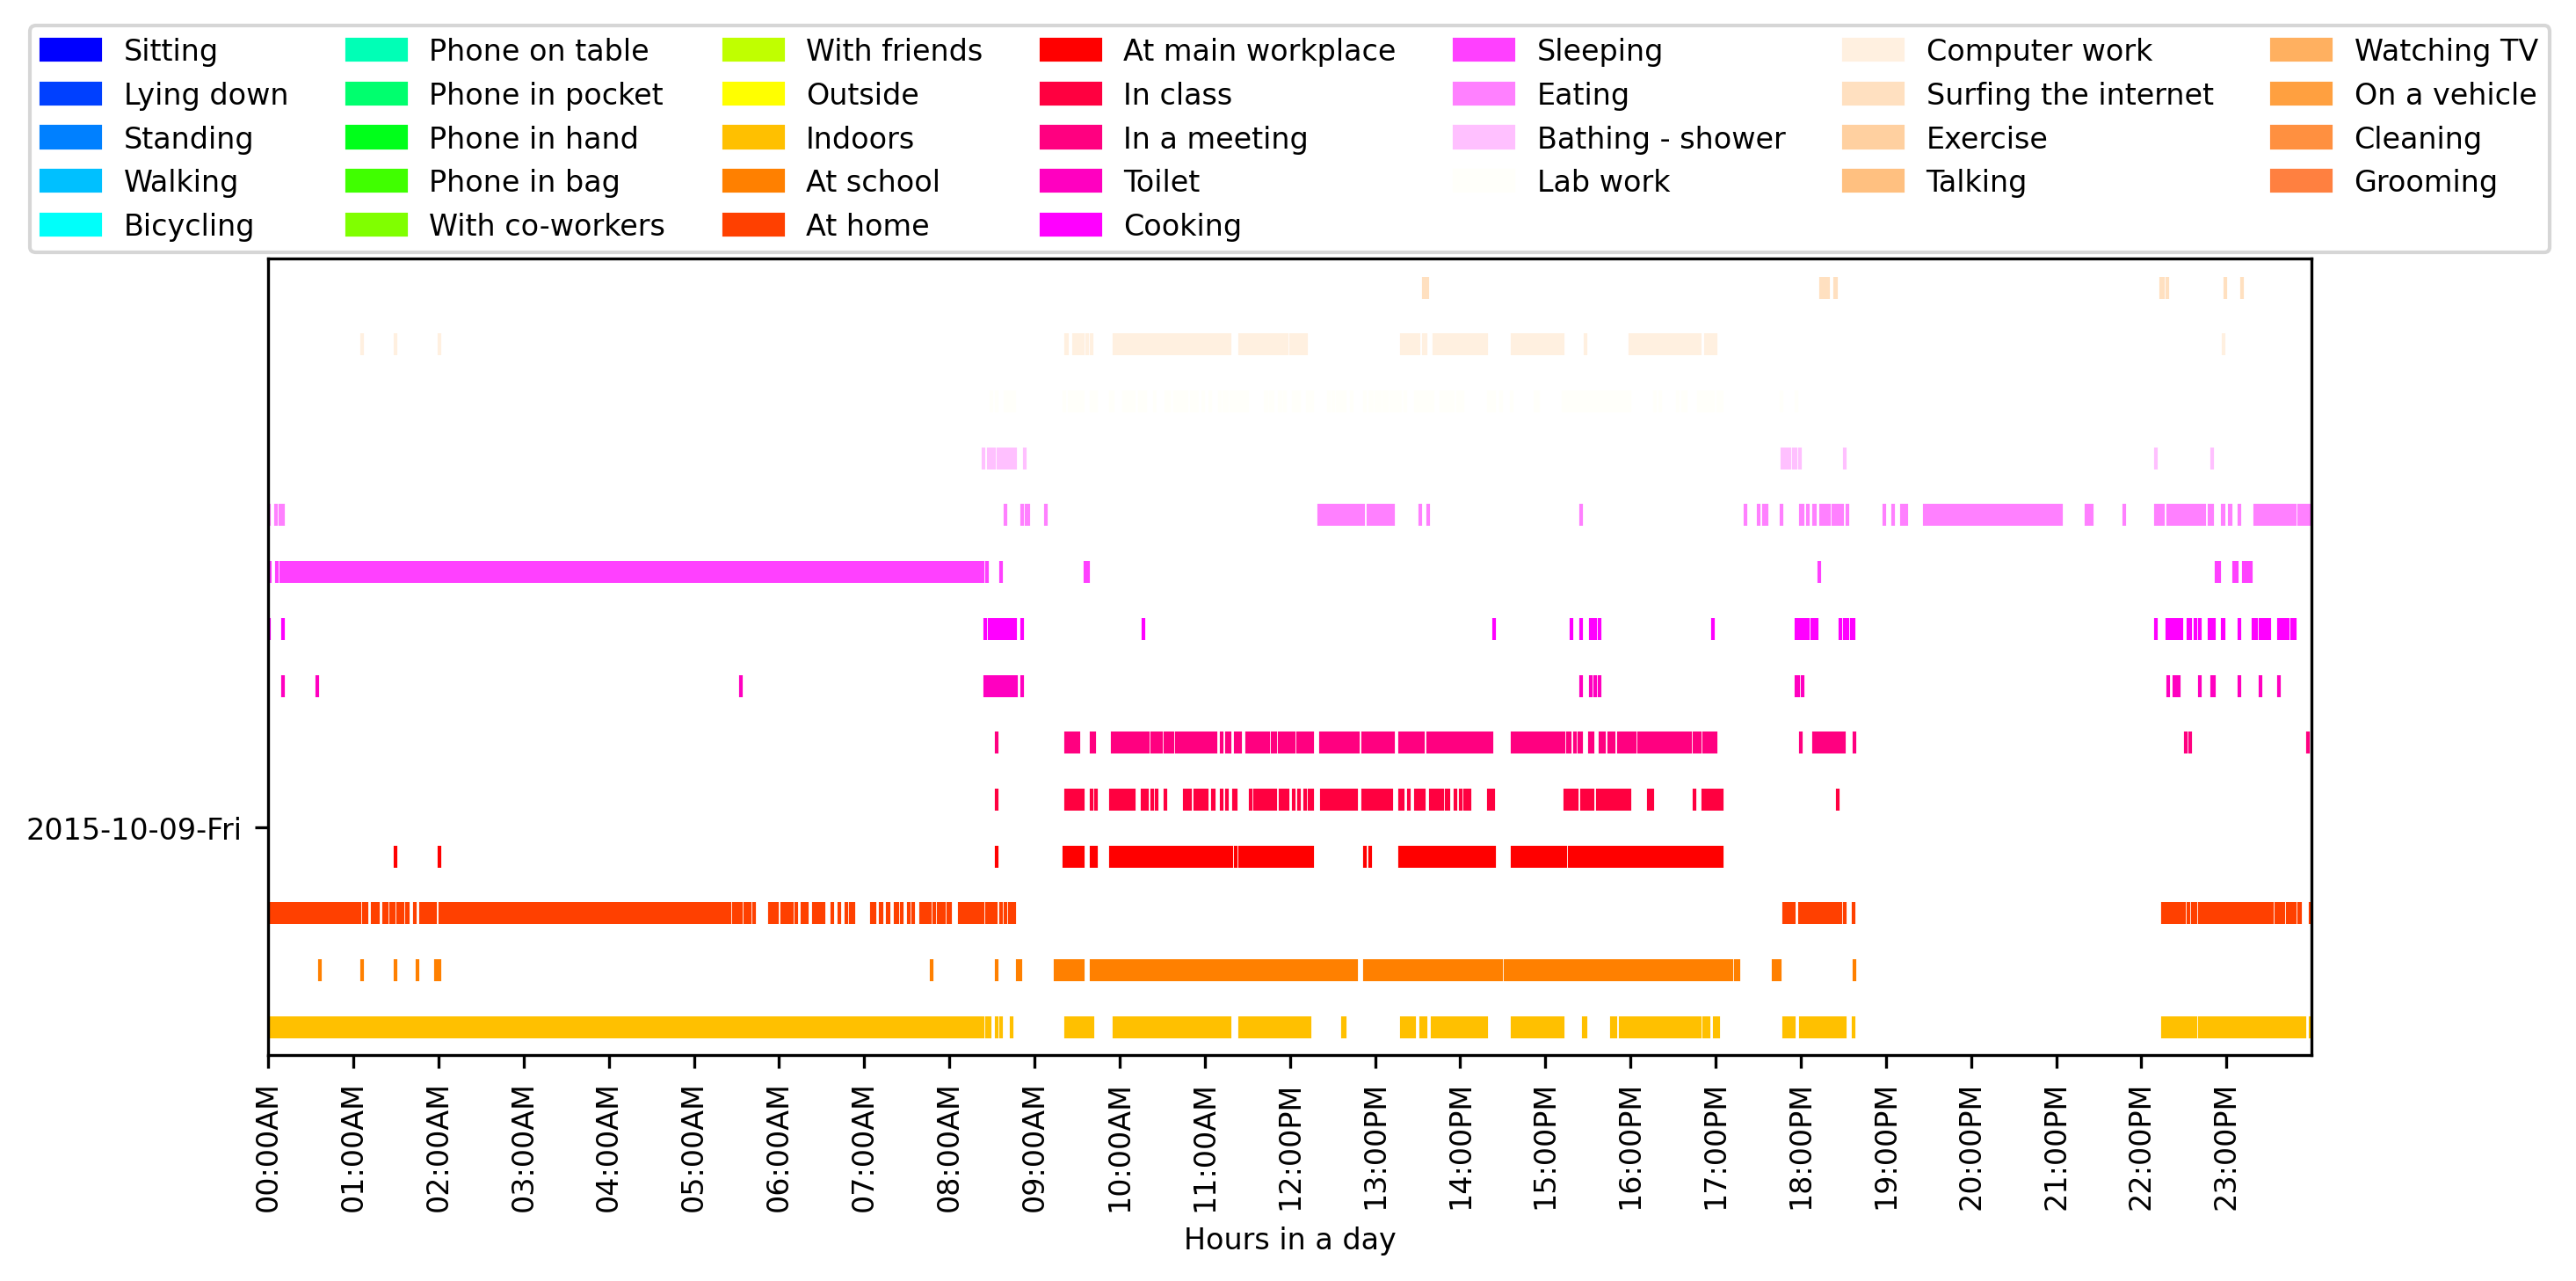 Sitting
Lying down
Standing
Walking
Bicycling
Phone on table
Phone in pocket
Phone in hand
Phone in bag
With co-workers
With friends
Outside
Indoors
At school
At home
At main workplace
In class
In a meeting
Toilet
Cooking
Sleeping
Eating
Bathing - shower
Lab work
Computer work
Surfing the internet
Exercise
Talking
Watching TV
On a vehicle
Cleaning
Grooming
2015-10-09-Fri
00:00AM
01:00AM
02:00AM
03:00AM
04:00AM
05:00AM
06:00AM
07:00AM
08:00AM
09:00AM
10:00AM
11:00AM
12:00PM
13:00PM
14:00PM
15:00PM
16:00PM
17:00PM
18:00PM
19:00PM
20:00PM
21:00PM
22:00PM
23:00PM
Hours in a day